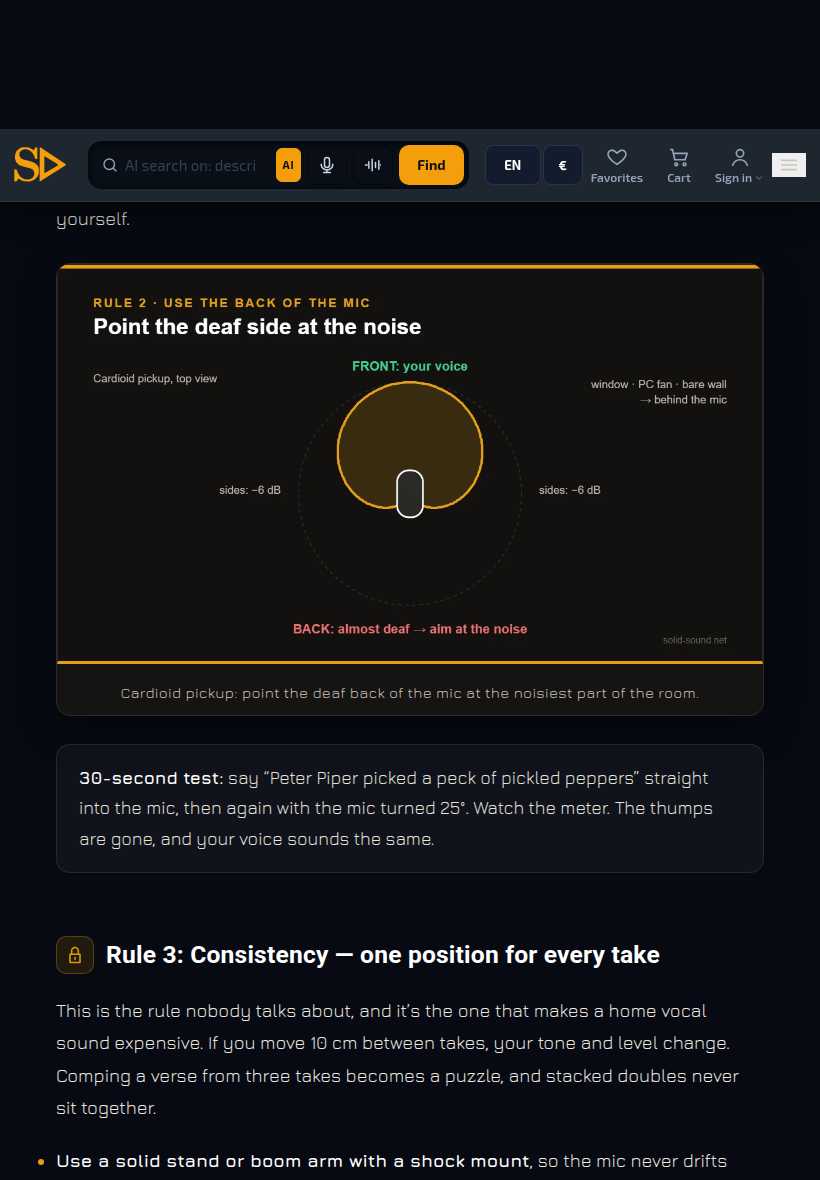 SD
AI search on: descri
AI
Find
EN
€
Favorites
Cart
Sign in
yourself.
RULE 2 · USE THE BACK OF THE MIC
Point the deaf side at the noise
FRONT: your voice
Cardioid pickup, top view
window · PC fan · bare wall
→ behind the mic
sides: −6 dB
sides: −6 dB
BACK: almost deaf → aim at the noise
solid-sound.net
Cardioid pickup: point the deaf back of the mic at the noisiest part of the room.
30-second test: say “Peter Piper picked a peck of pickled peppers” straight
into the mic, then again with the mic turned 25°. Watch the meter. The thumps
are gone, and your voice sounds the same.
Rule 3: Consistency — one position for every take
This is the rule nobody talks about, and it’s the one that makes a home vocal
sound expensive. If you move 10 cm between takes, your tone and level change.
Comping a verse from three takes becomes a puzzle, and stacked doubles never
sit together.
Use a solid stand or boom arm with a shock mount, so the mic never drifts